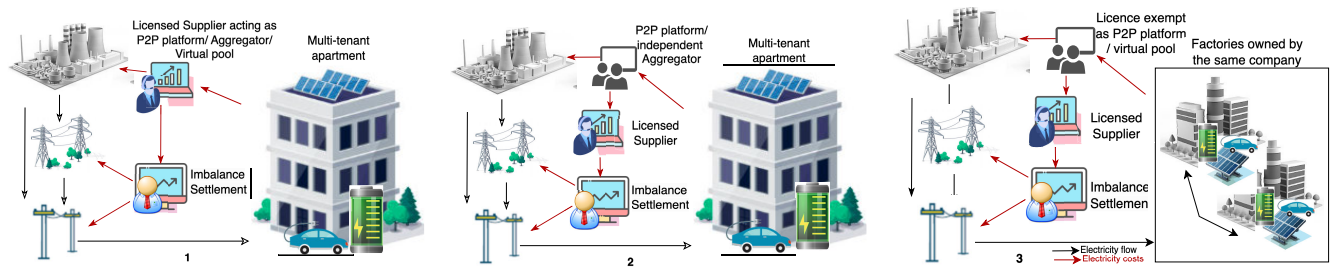 Licensed Supplier acting as
P2P platform/ Aggregator/
Virtual pool
Multi-tenant
apartment
Imbalance
Settlement
1
P2P platform/
independent
Aggregator
Multi-tenant
apartment
Licensed
Supplier
Imbalance
Settlement
2
Licence exempt
as P2P platform
/ virtual pool
Factories owned by
the same company
Licensed
Supplier
Imbalance
Settlement
3
Electricity flow
Electricity costs